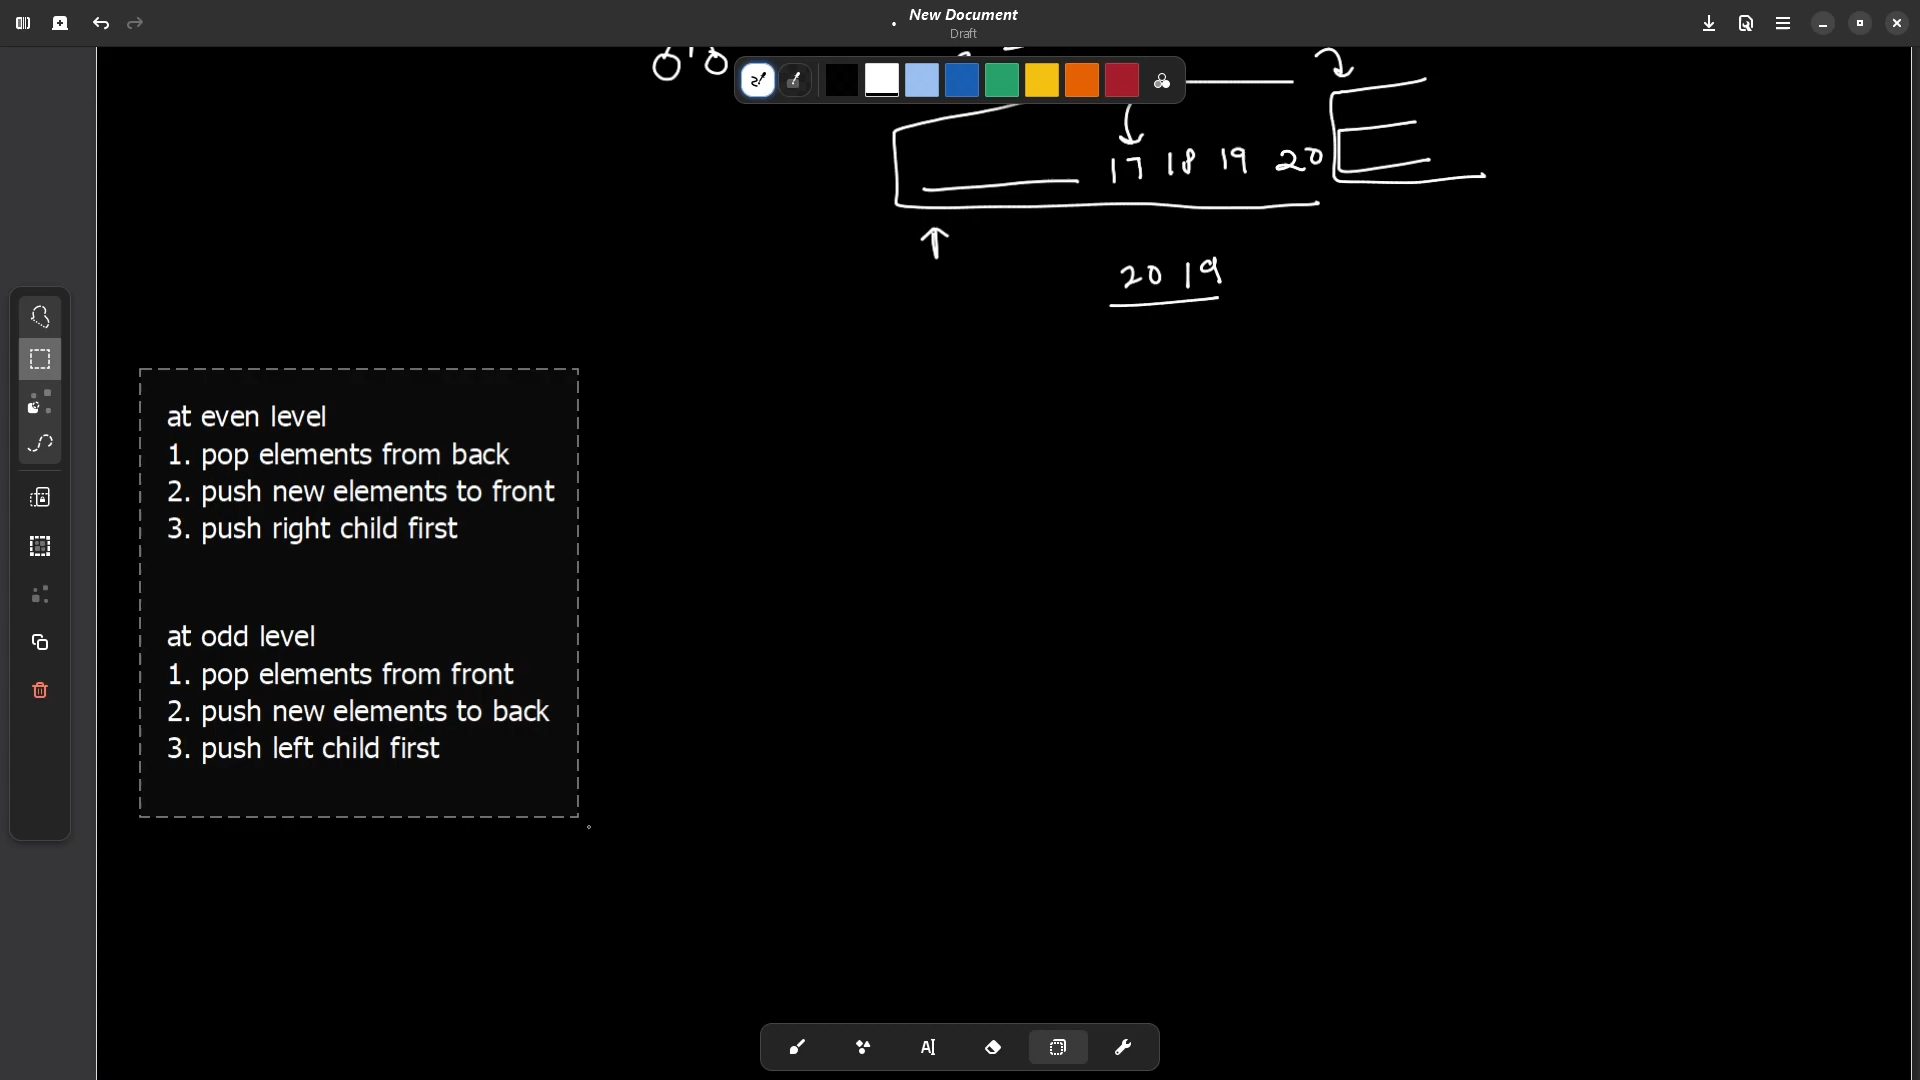 New Document
Draft
17 18 19 20
20 19
at even level
1. pop elements from back
2. push new elements to front
3. push right child first
at odd level
1. pop elements from front
2. push new elements to back
3. push left child first